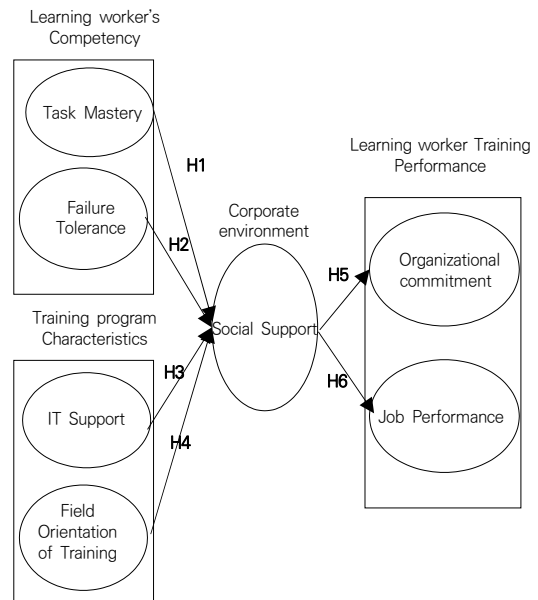 Learning worker's
Competency
Task Mastery
Failure
Tolerance
H1
H2
Training program
Characteristics
IT Support
Field
Orientation
of Training
H3
H4
Corporate
environment
Social Support
H5
H6
Learning worker Training
Performance
Organizational
commitment
Job Performance